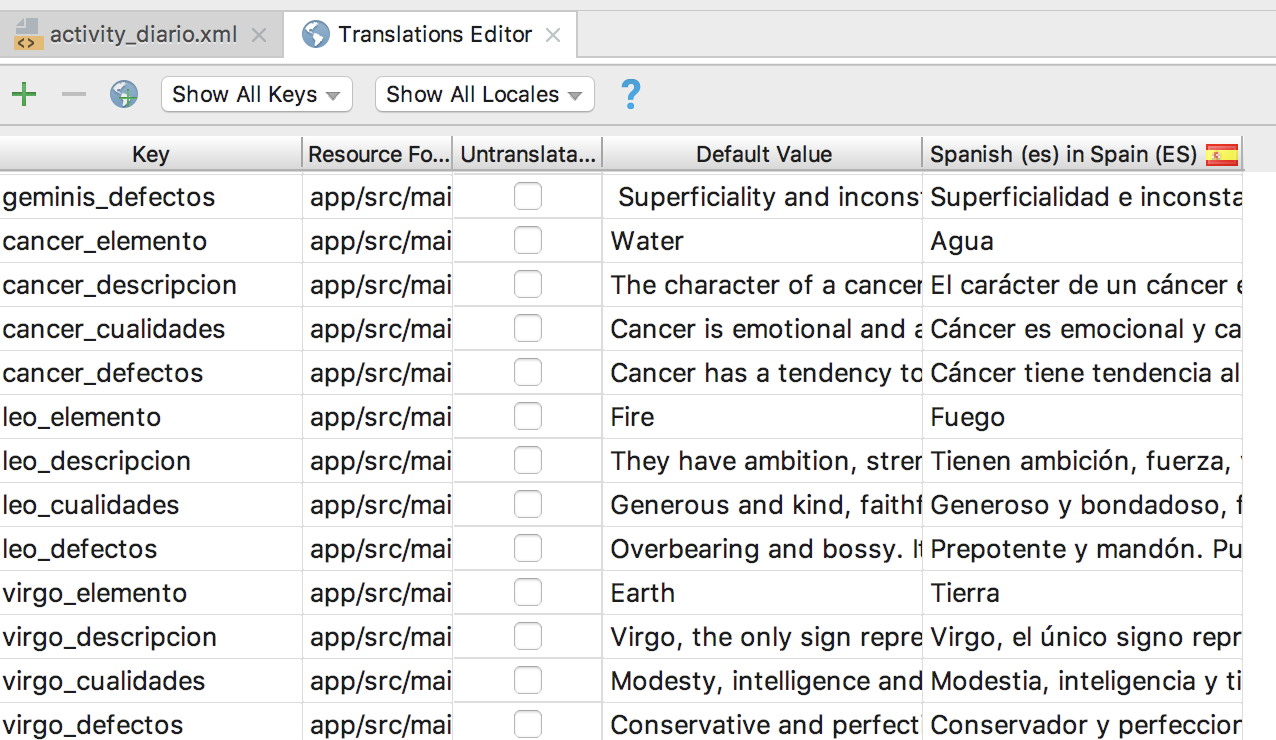 activity_diario.xml Translations Editor
Show All Keys Show All Locales ?
Key Resource Fo... Untranslata... Default Value Spanish (es) in Spain (ES)
geminis_defectos app/src/mai Superficiality andincons Superficialidad e inconsta
cancer_elemento app/src/mai Water Agua
cancer_descripcion app/src/mai The character of a cancer El carácter de un cáncer e
cancer_cualidades app/src/mai Cancer is emotional and a Cáncer es emocional y ca
cancer_defectos app/src/mai Cancer has a tendency to Cáncer tiene tendencia al
leo_elemento app/src/mai Fire Fuego
leo_descripcion app/src/mai They have ambition, stren Tienen ambición, fuerza,
leo_cualidades app/src/mai Generous and kind, faithf Generoso y bondadoso, f
leo_defectos app/src/mai Overbearing and bossy. It Prepotente y mandón. Pu
virgo_elemento app/src/mai Earth Tierra
virgo_descripcion app/src/mai Virgo, the only sign repre Virgo, el único signo repr
virgo_cualidades app/src/mai Modesty, intelligence and Modestia, inteligencia y ti
virgo_defectos app/src/mai Conservative and perfect Conservador y perfeccion